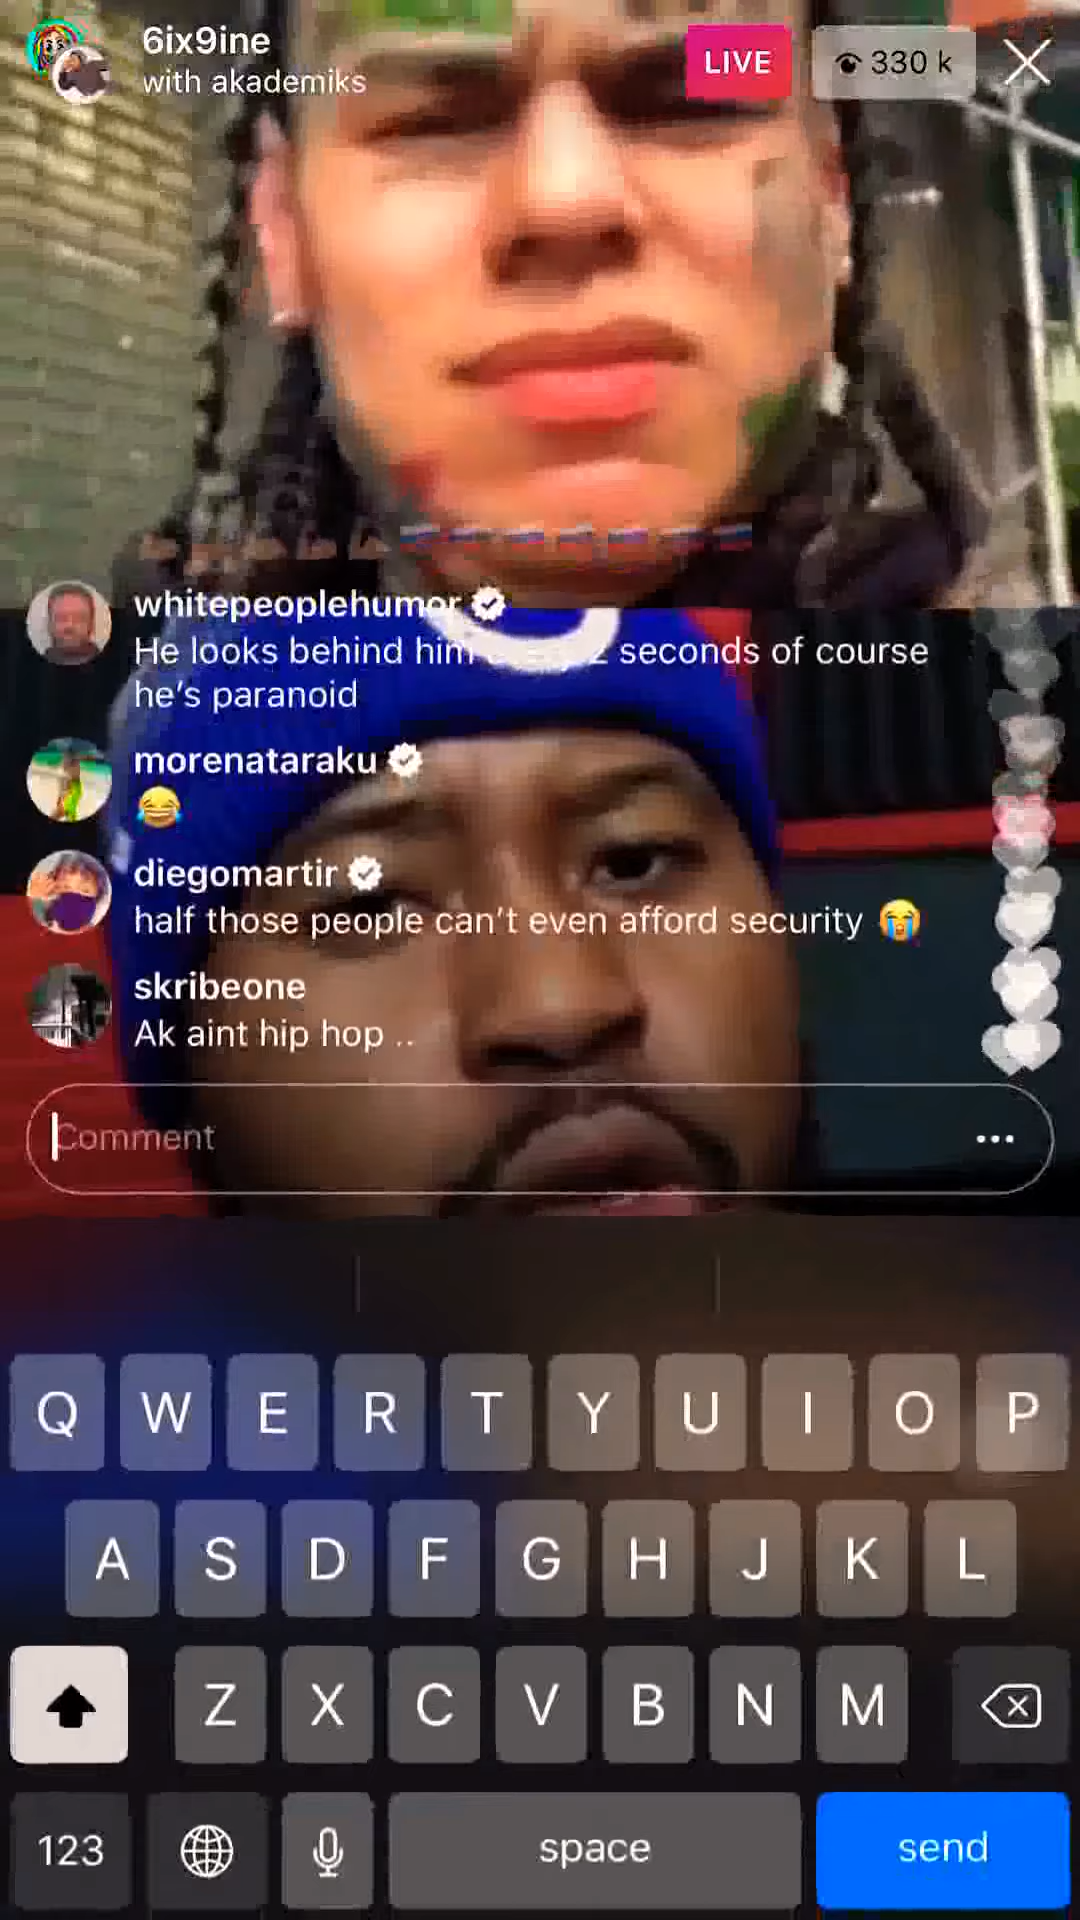 6ix9ine
with akademiks
LIVE
330 k
whitepeoplehumor
He looks behind him 2 seconds of course
he's paranoid
morenataraku
😂
diegomartir
half those people can't even afford security 😭
skribeone
Ak aint hip hop ..
Comment
Q W E R T Y U I O P
A S D F G H J K L
Z X C V B N M
123 space send